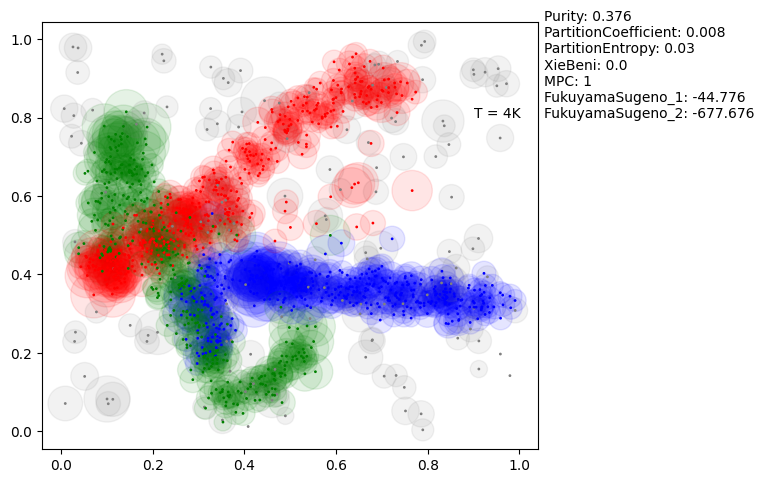 Purity: 0.376
PartitionCoefficient: 0.008
PartitionEntropy: 0.03
XieBeni: 0.0
MPC: 1
FukuyamaSugeno_1: -44.776
FukuyamaSugeno_2: -677.676
T = 4K
1.0
0.8
0.6
0.4
0.2
0.0
0.0 0.2 0.4 0.6 0.8 1.0